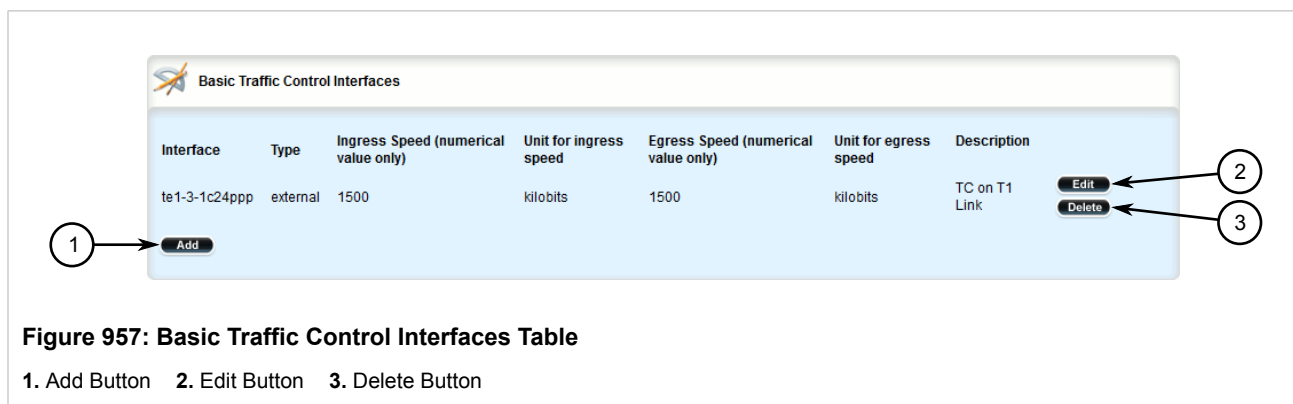 Basic Traffic Control Interfaces
Interface Type Ingress Speed (numerical value only) Unit for ingress speed Egress Speed (numerical value only) Unit for egress speed Description
te1-3-1c24ppp external 1500 kilobits 1500 kilobits TC on T1 Link
Edit
2
Delete
3
1
Add
Figure 957: Basic Traffic Control Interfaces Table
1. Add Button 2. Edit Button 3. Delete Button